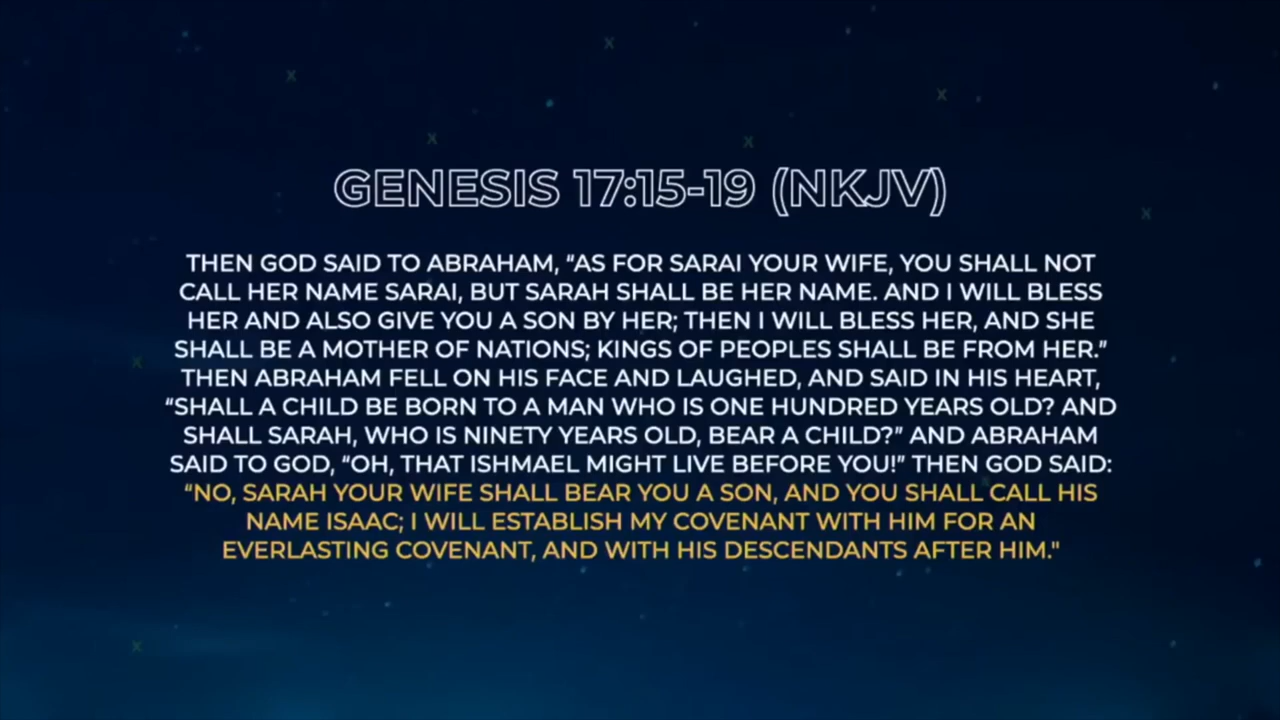 GENESIS 17:15-19 (NKJV)
THEN GOD SAID TO ABRAHAM, “AS FOR SARAI YOUR WIFE, YOU SHALL NOT
CALL HER NAME SARAI, BUT SARAH SHALL BE HER NAME. AND I WILL BLESS
HER AND ALSO GIVE YOU A SON BY HER; THEN I WILL BLESS HER, AND SHE
SHALL BE A MOTHER OF NATIONS; KINGS OF PEOPLES SHALL BE FROM HER.”
THEN ABRAHAM FELL ON HIS FACE AND LAUGHED, AND SAID IN HIS HEART,
“SHALL A CHILD BE BORN TO A MAN WHO IS ONE HUNDRED YEARS OLD? AND
SHALL SARAH, WHO IS NINETY YEARS OLD, BEAR A CHILD?” AND ABRAHAM
SAID TO GOD, “OH, THAT ISHMAEL MIGHT LIVE BEFORE YOU!” THEN GOD SAID:
“NO, SARAH YOUR WIFE SHALL BEAR YOU A SON, AND YOU SHALL CALL HIS
NAME ISAAC; I WILL ESTABLISH MY COVENANT WITH HIM FOR AN
EVERLASTING COVENANT, AND WITH HIS DESCENDANTS AFTER HIM."